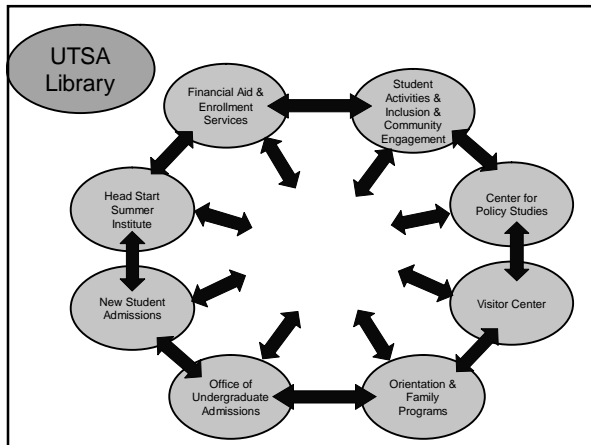 UTSA
Library
Financial Aid &
Enrollment
Services
Student
Activities &
Inclusion &
Community
Engagement
Head Start
Summer
Institute
Center for
Policy Studies
New Student
Admissions
Visitor Center
Office of
Undergraduate
Admissions
Orientation &
Family
Programs